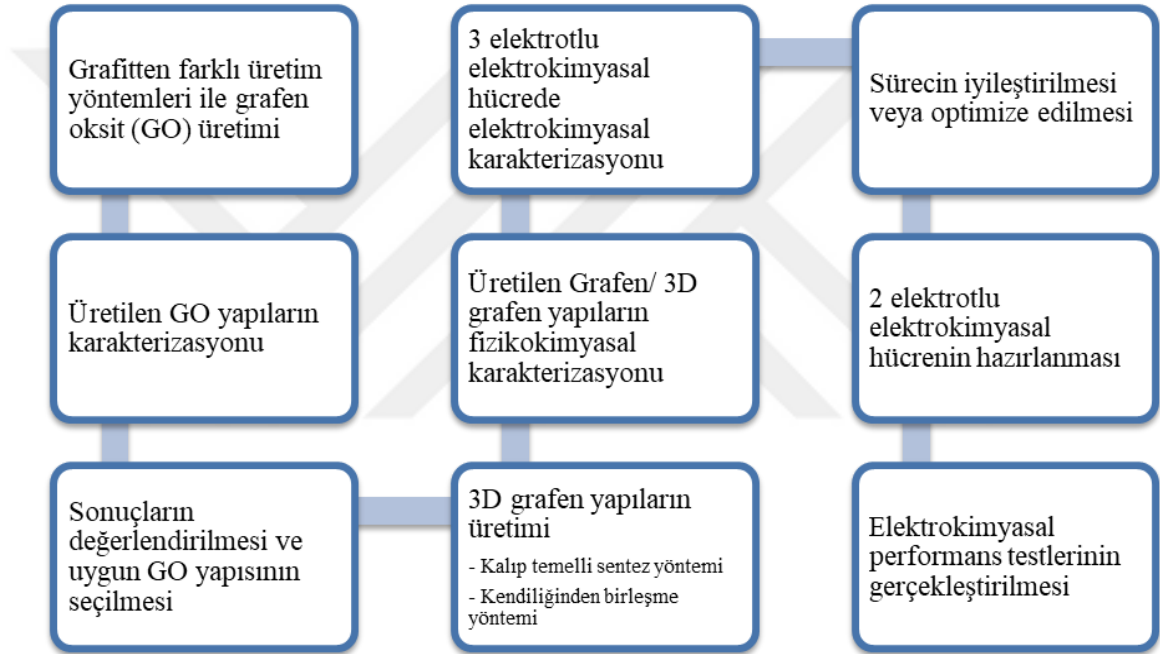 Grafitten farklı üretim
yöntemleri ile grafen
oksit (GO) üretimi
Üretilen GO yapıların
karakterizasyonu
Sonuçların
değerlendirilmesi ve
uygun GO yapısının
seçilmesi
3D grafen yapıların
üretimi
- Kalıp temelli sentez yöntemi
- Kendiliğinden birleşme
yöntemi
Üretilen Grafen/ 3D
grafen yapıların
fizikokimyasal
karakterizasyonu
3 elektrotlu
elektrokimyasal
hücrede
elektrokimyasal
karakterizasyonu
Sürecin iyileştirilmesi
veya optimize edilmesi
2 elektrotlu
elektrokimyasal
hücrenin hazırlanması
Elektrokimyasal
performans testlerinin
gerçekleştirilmesi